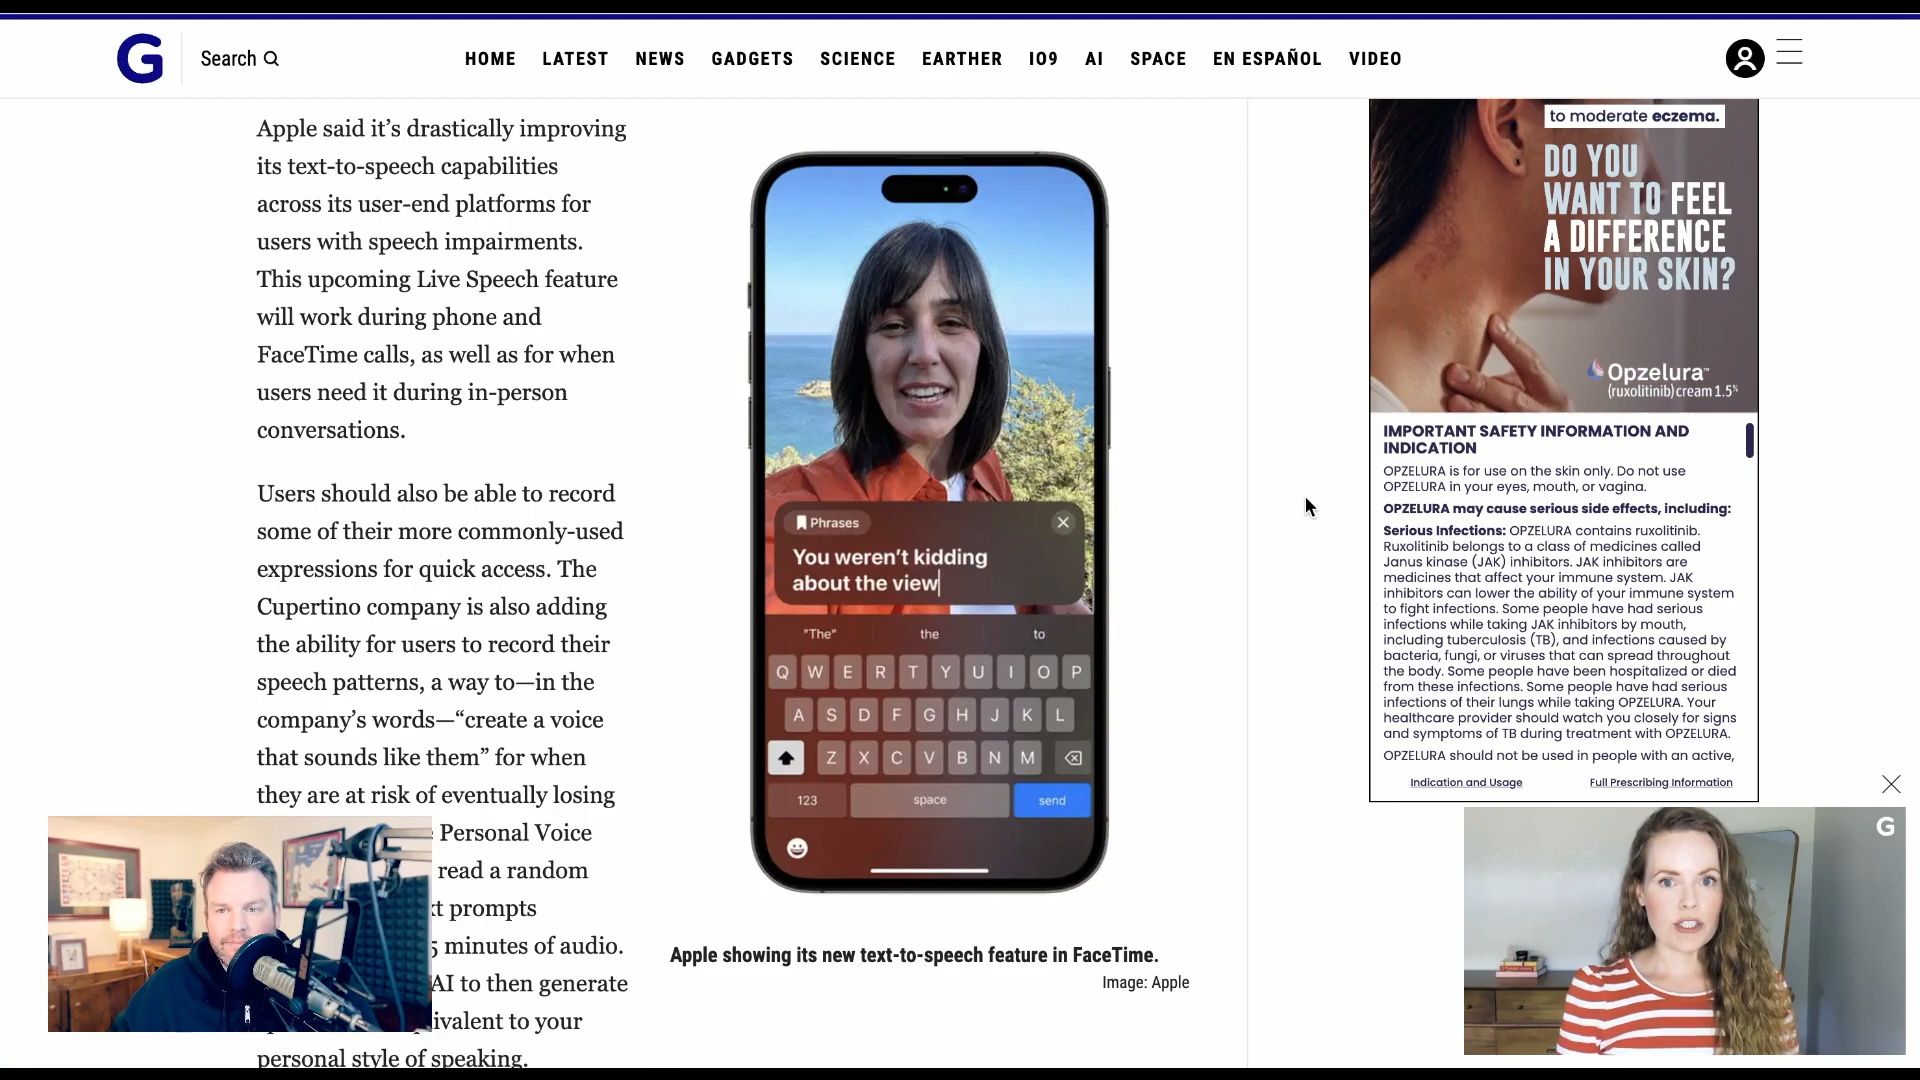 G
Search
HOME LATEST NEWS GADGETS SCIENCE EARTHER IO9 AI SPACE EN ESPAÑOL VIDEO
Apple said it’s drastically improving
its text-to-speech capabilities
across its user-end platforms for
users with speech impairments.
This upcoming Live Speech feature
will work during phone and
FaceTime calls, as well as for when
users need it during in-person
conversations.
Users should also be able to record
some of their more commonly-used
expressions for quick access. The
Cupertino company is also adding
the ability for users to record their
speech patterns, a way to—in the
company’s words—“create a voice
that sounds like them” for when
they are at risk of eventually losing
Personal Voice
read a random
prompts
5 minutes of audio.
AI to then generate
to your
personal style of speaking.
Phrases
You weren’t kidding
about the view
“The” the to
Q W E R T Y U I O P
A S D F G H J K L
Z X C V B N M
123 space send
Apple showing its new text-to-speech feature in FaceTime.
Image: Apple
to moderate eczema.
DO YOU
WANT TO FEEL
A DIFFERENCE
IN YOUR SKIN?
Opzelura™
(ruxolitinib) cream 1.5%
IMPORTANT SAFETY INFORMATION AND
INDICATION
OPZELURA is for use on the skin only. Do not use
OPZELURA in your eyes, mouth, or vagina.
OPZELURA may cause serious side effects, including:
Serious Infections: OPZELURA contains ruxolitinib.
Ruxolitinib belongs to a class of medicines called
Janus kinase (JAK) inhibitors. JAK inhibitors are
medicines that affect your immune system. JAK
inhibitors can lower the ability of your immune system
to fight infections. Some people have had serious
infections while taking JAK inhibitors by mouth,
including tuberculosis (TB), and infections caused by
bacteria, fungi, or viruses that can spread throughout
the body. Some people have been hospitalized or died
from these infections. Some people have had serious
infections of their lungs while taking OPZELURA. Your
healthcare provider should watch you closely for signs
and symptoms of TB during treatment with OPZELURA.
OPZELURA should not be used in people with an active,
Indication and Usage Full Prescribing Information
G